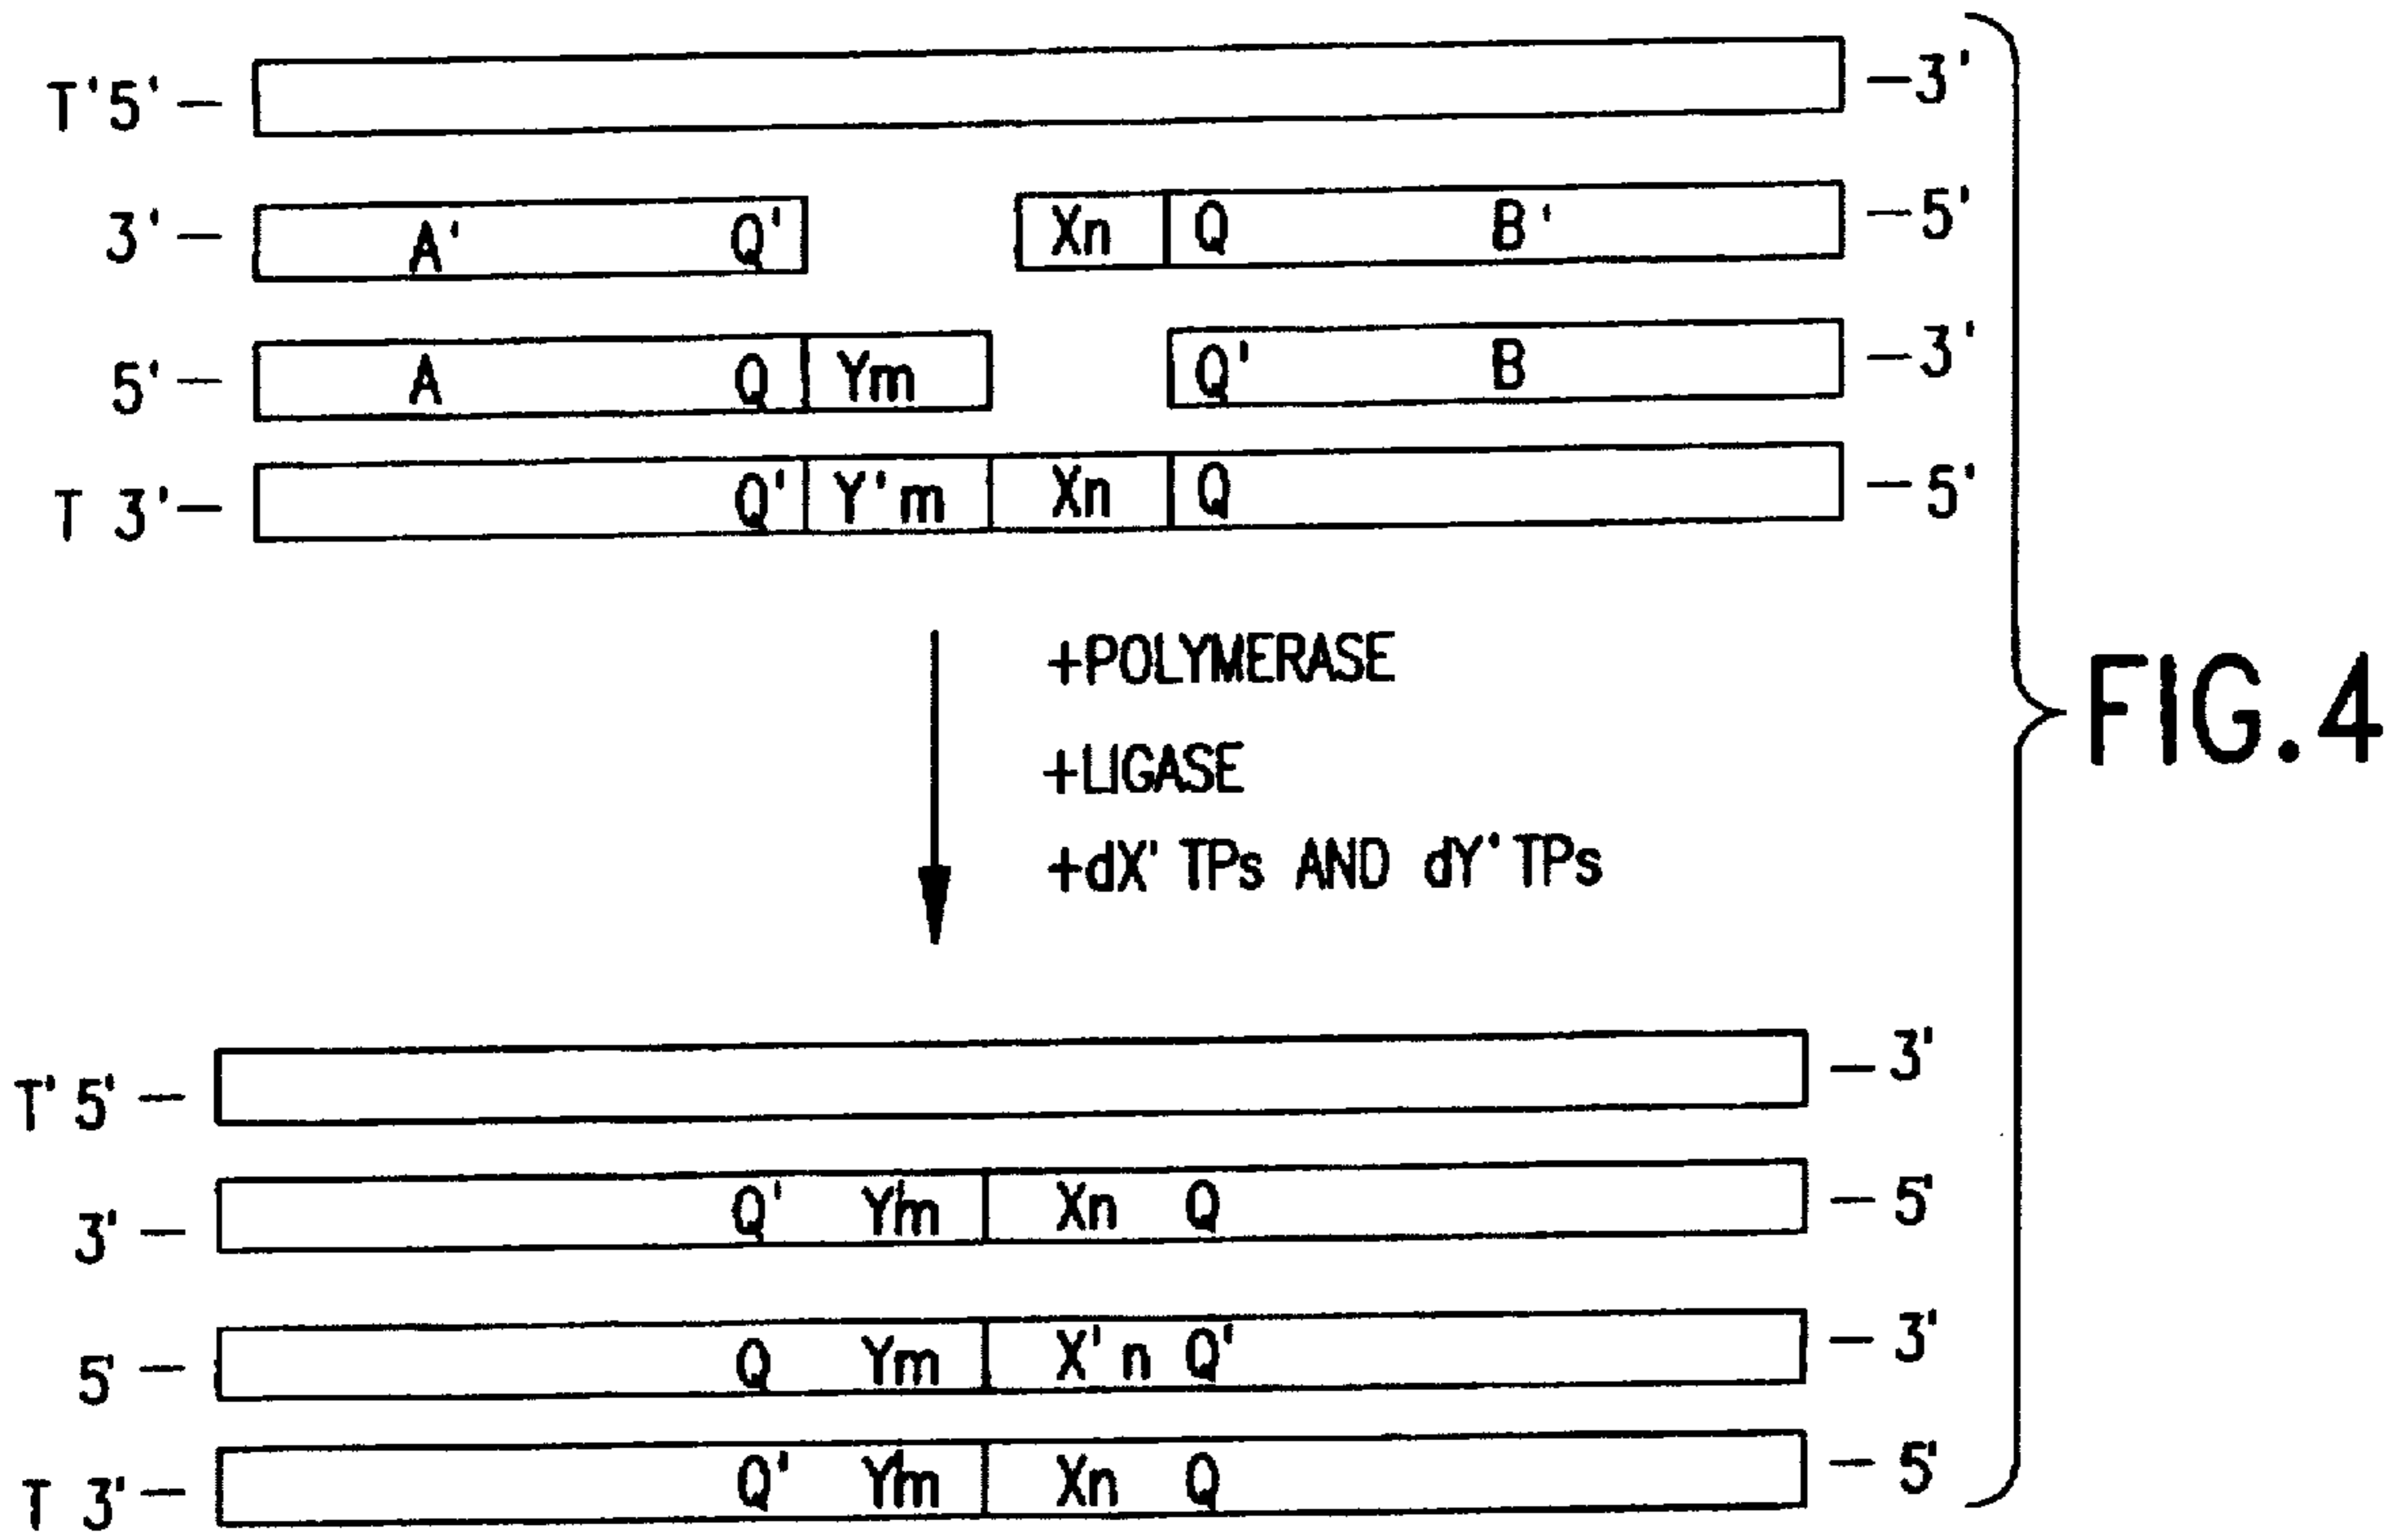 T'5'— —3'
3'— A' Q' Xn Q B' —5'
5'— A Q Ym Q' B —3'
T 3'— Q' Y'm Xn Q —5'
+POLYMERASE
+LIGASE
+dX' TPs AND dY' TPs
FIG.4
T'5'— —3'
3'— Q' Y'm Xn Q —5'
5'— Q Ym X'n Q' —3'
T 3'— Q' Y'm Xn Q —5'